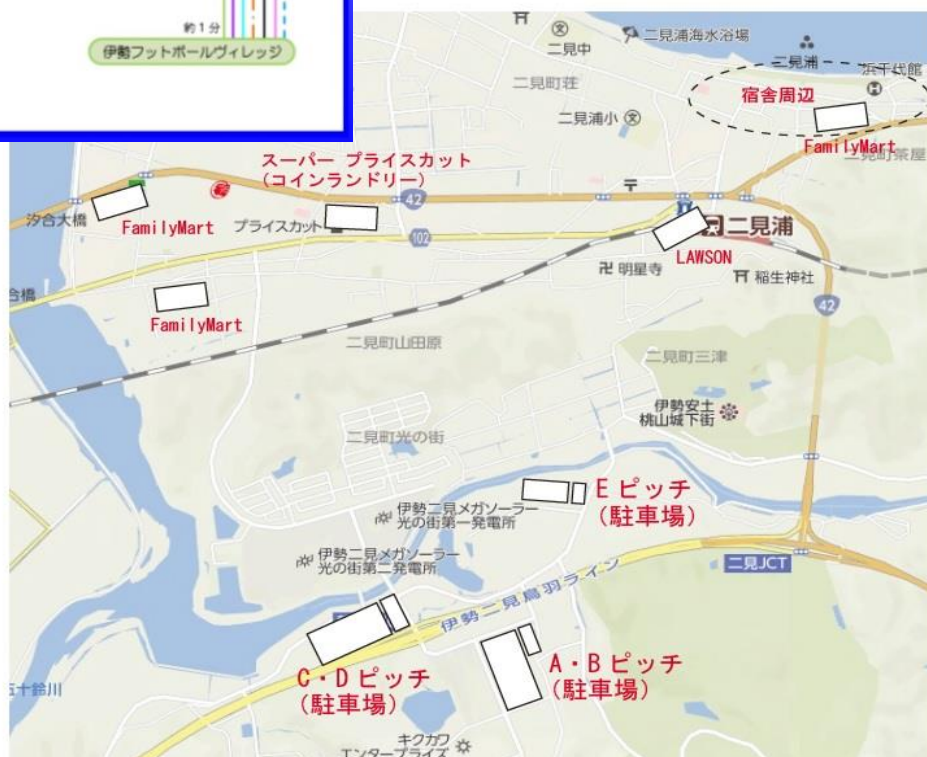 約1分
伊勢フットボールヴィレッジ
二見中
二見浦海水浴場
二見浦
浜千代館
二見町荘
宿舎周辺
二見浦小
FamilyMart
二見町茶屋
スーパー プライスカット
(コインランドリー)
42
汐合大橋
FamilyMart
プライスカット
102
二見浦
LAWSON
明星寺
稲生神社
合橋
FamilyMart
42
二見町山田原
二見町三津
伊勢安土
桃山城下街
二見町光の街
Eピッチ
(駐車場)
伊勢二見メガソーラー
光の街第一発電所
伊勢二見メガソーラー
光の街第二発電所
二見JCT
伊勢二見鳥羽ライン
C・Dピッチ
(駐車場)
A・Bピッチ
(駐車場)
五十鈴川
キクカワ
エンタープライズ